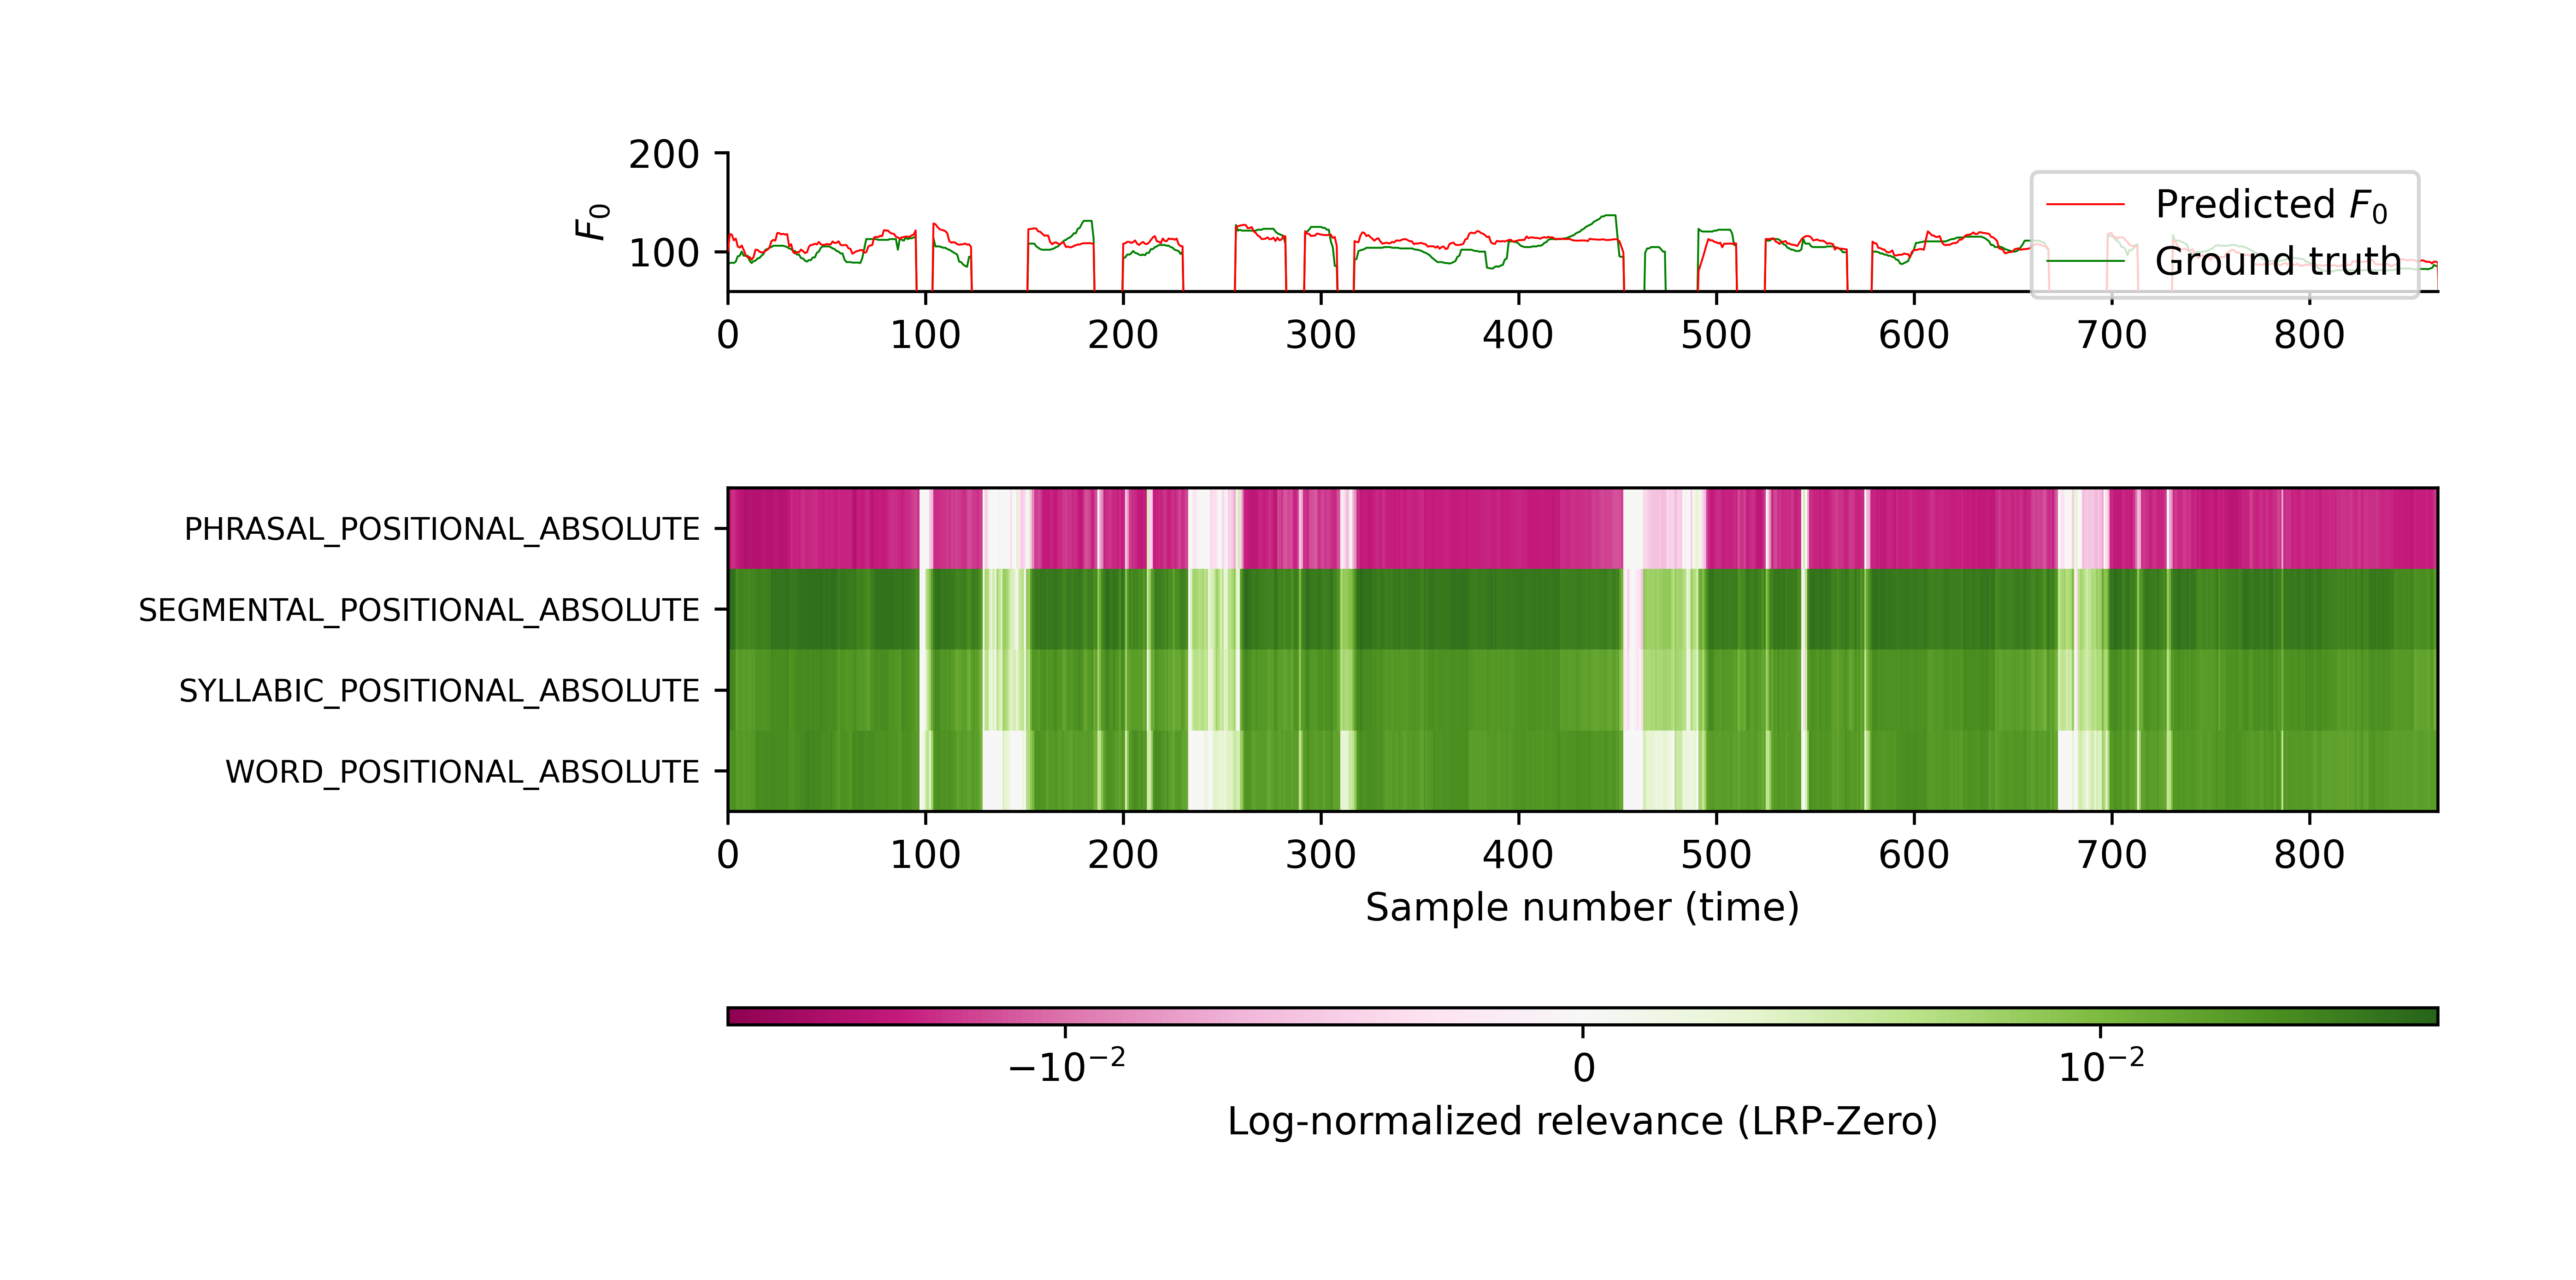 200
100
F₀
Predicted F₀
Ground truth
0 100 200 300 400 500 600 700 800
PHRASAL_POSITIONAL_ABSOLUTE
SEGMENTAL_POSITIONAL_ABSOLUTE
SYLLABIC_POSITIONAL_ABSOLUTE
WORD_POSITIONAL_ABSOLUTE
0 100 200 300 400 500 600 700 800
Sample number (time)
−10⁻² 0 10⁻²
Log-normalized relevance (LRP-Zero)